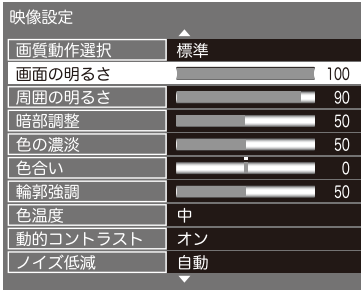 映像設定
画質動作選択 標準
画面の明るさ 100
周囲の明るさ 90
暗部調整 50
色の濃淡 50
色合い 0
輪郭強調 50
色温度 中
動的コントラスト オン
ノイズ低減 自動